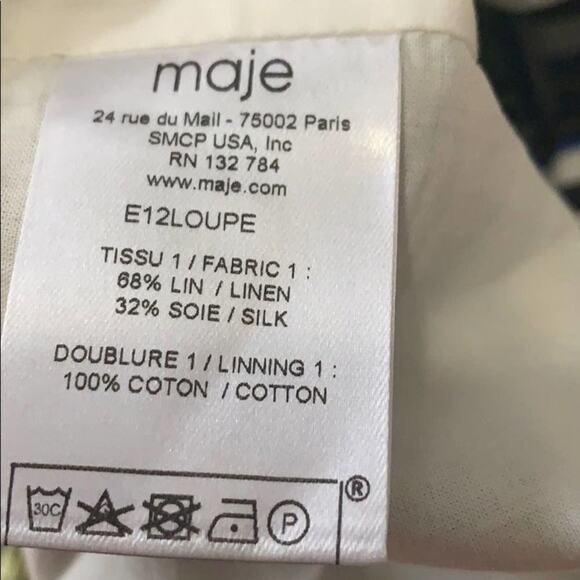 maje
24 rue du Mail - 75002 Paris
SMCP USA, Inc
RN 132 784
www.maje.com
E12LOUPE
TISSU 1 / FABRIC 1 :
68% LIN / LINEN
32% SOIE / SILK
DOUBLURE 1 / LINNING 1 :
100% COTON / COTTON
30C P ®